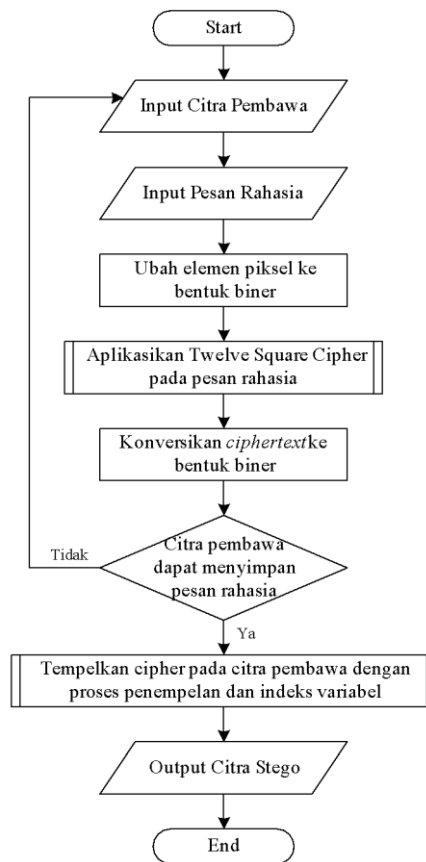 Start
Input Citra Pembawa
Input Pesan Rahasia
Ubah elemen piksel ke
bentuk biner
Aplikasikan Twelve Square Cipher
pada pesan rahasia
Konversikan ciphertext ke
bentuk biner
Citra pembawa
dapat menyimpan
pesan rahasia
Tidak
Ya
Tempelkan cipher pada citra pembawa dengan
proses penempelan dan indeks variabel
Output Citra Stego
End